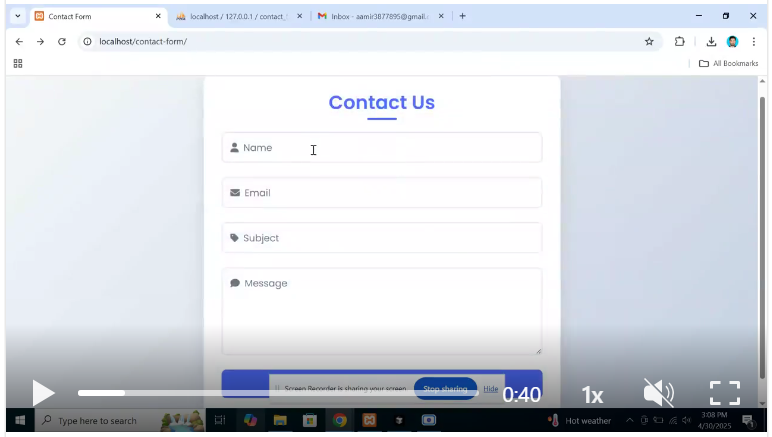 Contact Form
localhost / 127.0.0.1 / contact_
Inbox - aamir3877895@gmail.
localhost/contact-form/
All Bookmarks
Contact Us
Name
Email
Subject
Message
Screen Recorder is sharing your screen.
Stop sharing
Hide
0:40
1x
Type here to search
Hot weather
3:08 PM
4/30/2025